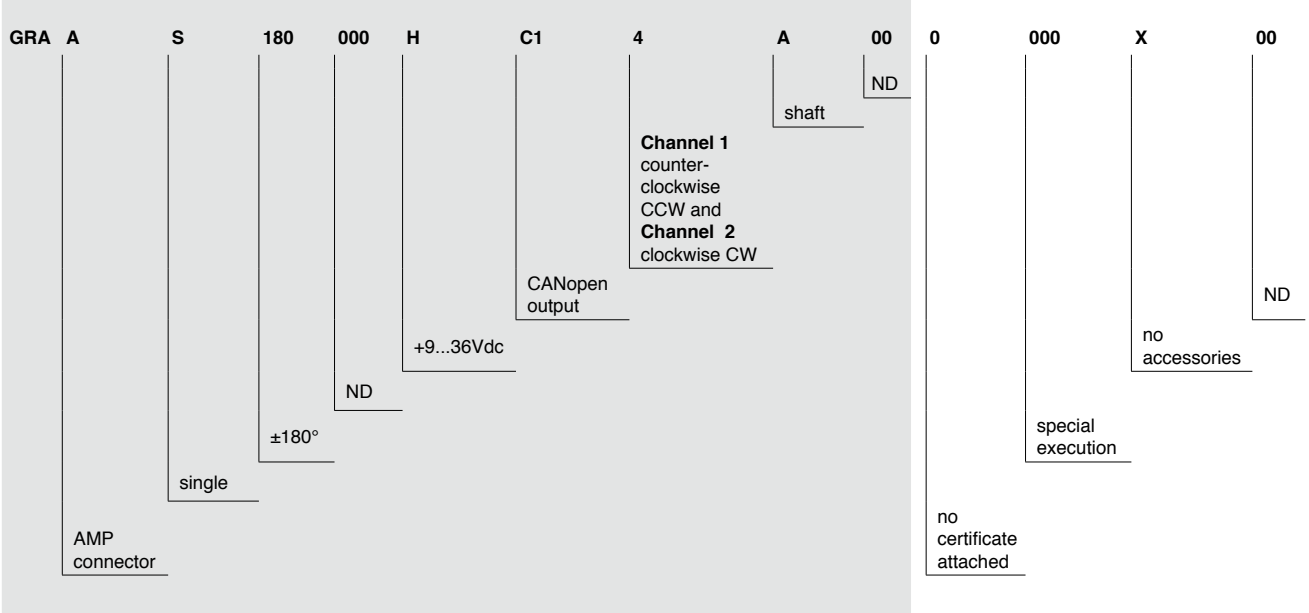 GRA A S 180 000 H C1 4 A 00 0 000 X 00
ND
shaft
Channel 1
counter-
clockwise
CCW and
Channel 2
clockwise CW
CANopen
output
ND
+9...36Vdc
no
accessories
ND
±180°
special
execution
single
no
certificate
attached
AMP
connector